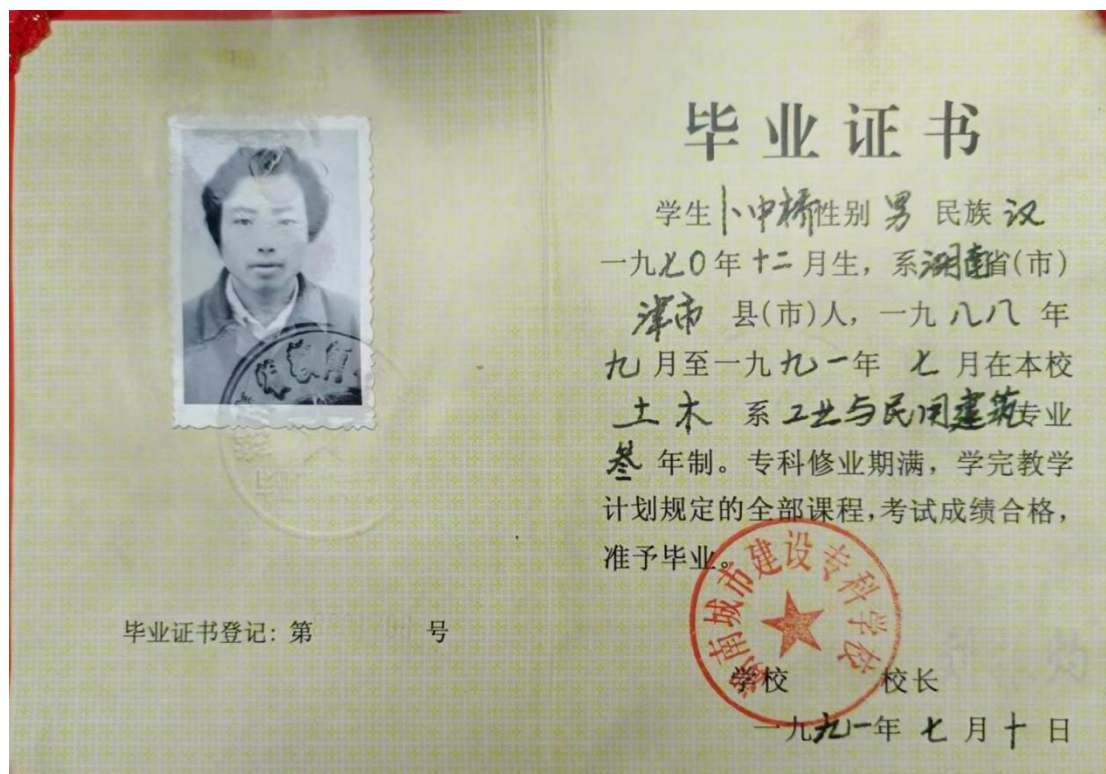 毕业证书
学生卜中桥性别男民族汉
一九七0年十二月生，系湖南省(市)
津市县(市)人，一九八八年
九月至一九九一年七月在本校
土木系工业与民用建筑专业
叁年制。专科修业期满，学完教学
计划规定的全部课程，考试成绩合格，
准予毕业。
湖南城市建设专科学校
学校 校长
一九九一年七月十日
毕业证书登记：第 号